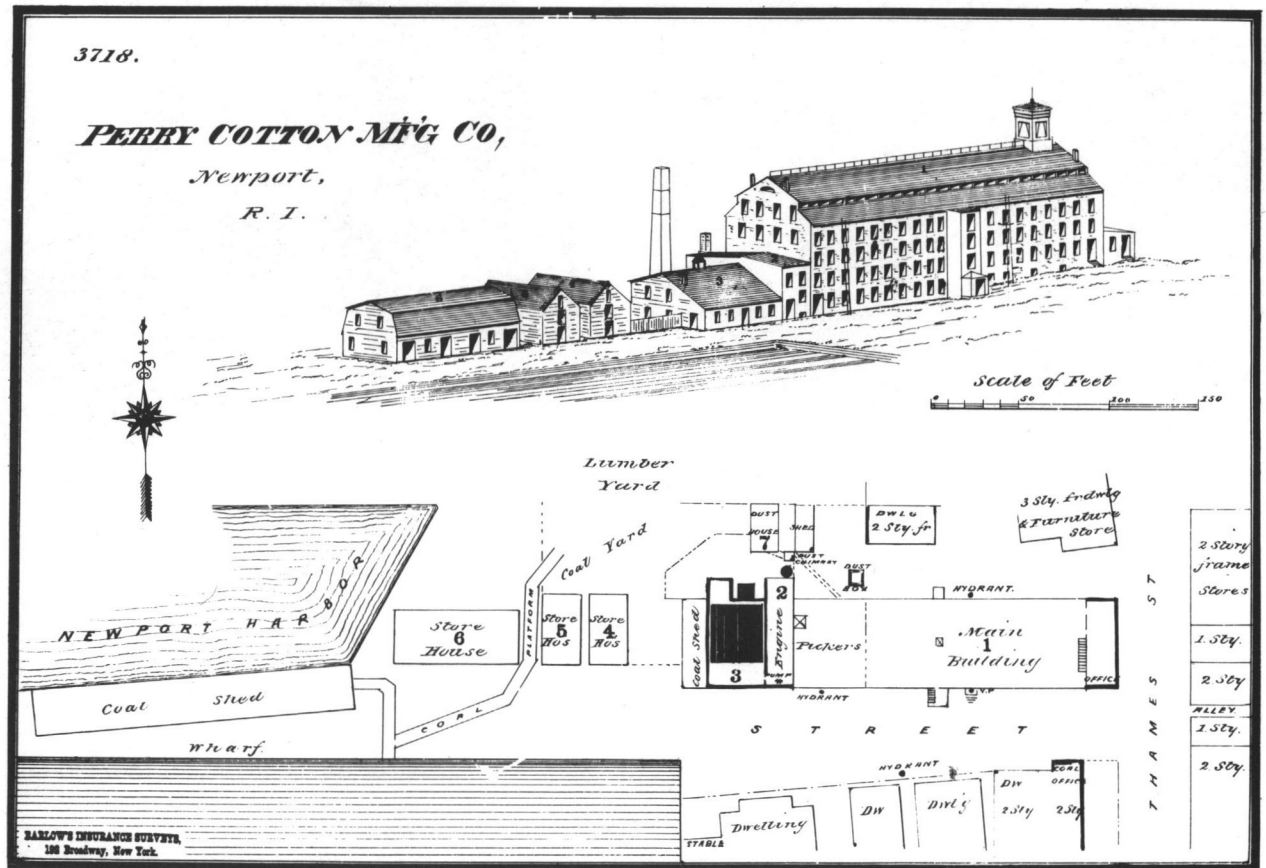 3718.
PERRY COTTON M'F'G CO,
Newport,
R. I.
3
Scale of Feet
0 50 100 150
Lumber
Yard
Coal Yard
NEWPORT HARBOR
Store
6
House
PLATFORM
COAL
Store
5
Hos
Store
4
Hos
Coal Shed
Wharf.
DUST
HOUSE
7
SHED
DUST
CHIMNEY
DUST
BOX
DWLG
2 Sty. fr
3 Sty. fr dwlg
& Furniture
Store
HYDRANT.
Coal Shed
3
2
Engine
PUMP
Pickers
Main
1
Building
OFFICE
HYDRANT
V.P
STREET
THAMES ST
2 Story
frame
Stores
1. Sty.
2 Sty
ALLEY.
1 Sty.
2 Sty.
HYDRANT
STABLE
Dwelling
DW
Dwl'g
DW
2 Sty
COAL
OFFICE
2 Sty
BARLOW'S INSURANCE SURVEYS,
198 Broadway, New York.